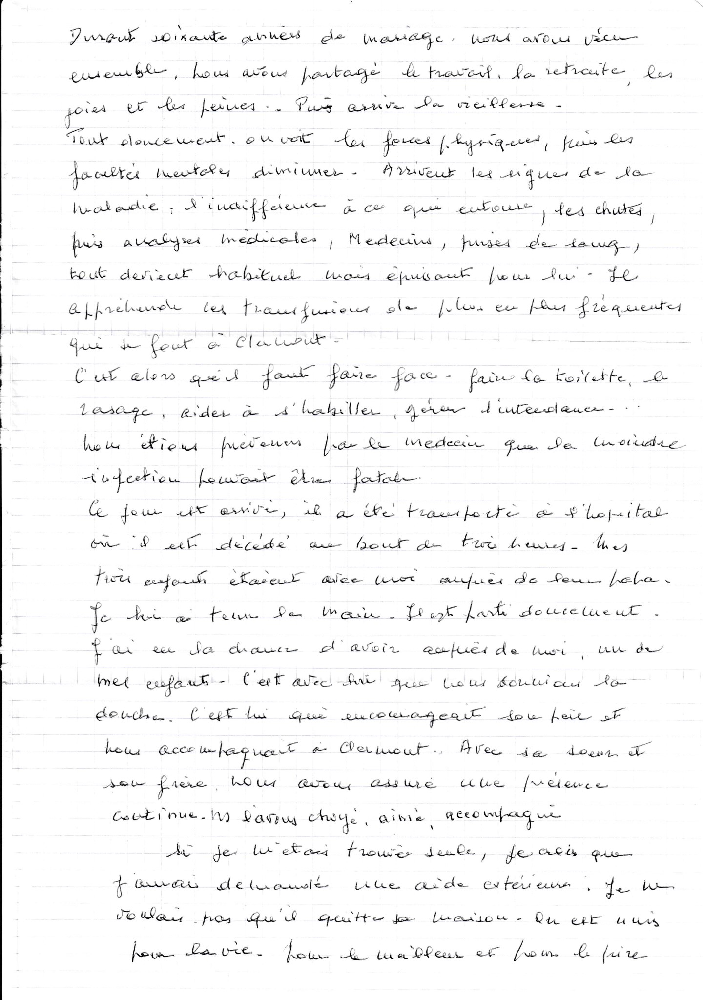 Durant soixante années de mariage, nous avons vécu
ensemble, nous avons partagé le travail, la retraite, les
joies et les peines.. Puis arrive la vieillesse.
Tout doucement, on voit les forces physiques, puis les
facultés mentales diminuer. Arrivent les signes de la
maladie, l'indifférence à ce qui entoure, les chutes,
puis analyses médicales, Medecins, prises de sang,
tout devient habituel mais épuisant pour lui. Il
appréhende les transfusions de plus en plus fréquentes
qui se font à Clermont.
C'est alors qu'il faut faire face. faire la toilette, le
rasage, aider à s'habiller, gérer l'intendance...
nous étions prévenus par le medecin que la moindre
infection pouvait être fatale.
Ce jour est arrivé, il a été transporté à l'hopital
où il est décédé au bout de trois heures. Mes
trois enfants étaient avec moi auprès de leur papa.
Je lui ai tenu la main. Il est parti doucement.
J'ai eu la chance d'avoir auprès de moi, un de
mes enfants. C'est avec lui que nous donnions la
douche. C'est lui qui encourageait son père et
nous accompagnait à Clermont.. Avec sa soeur et
son frère, nous avons assuré une présence
continue. Ns l'avons choyé, aimé, accompagné
si je m'étais trouvée seule, je crois que
j'aurais demandé une aide extérieure. Je ne
voulais pas qu'il quitte sa maison. On est unis
pour la vie. pour le meilleur et pour le pire